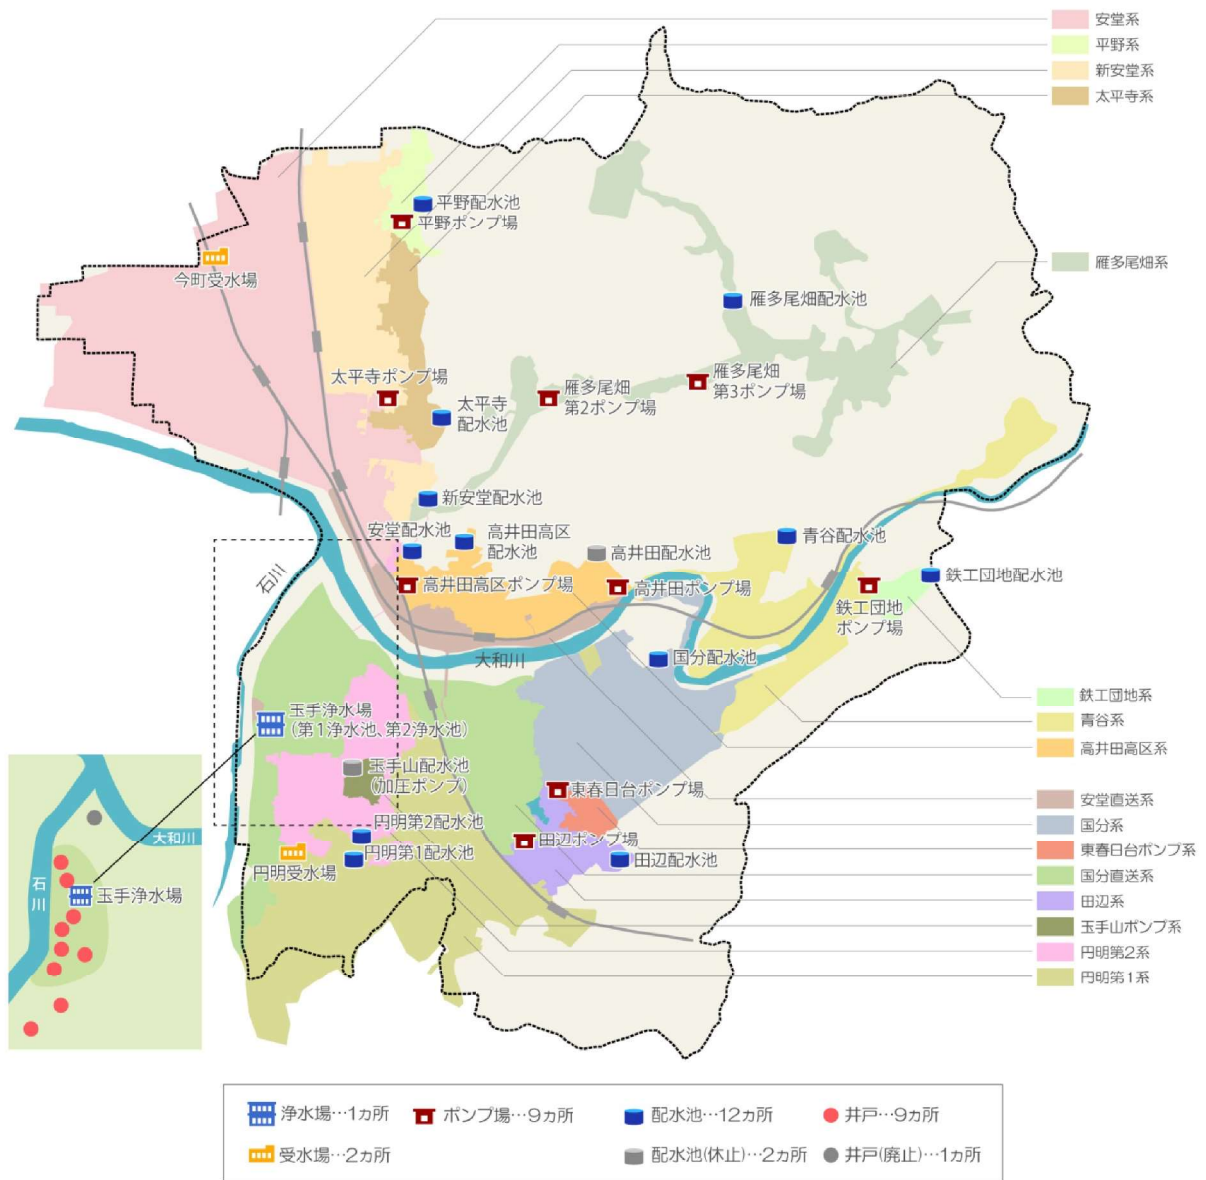 安堂系
平野系
新安堂系
太平寺系
平野配水池
平野ポンプ場
今町受水場
雁多尾畑系
雁多尾畑配水池
太平寺ポンプ場
雁多尾畑
第3ポンプ場
雁多尾畑
第2ポンプ場
太平寺
配水池
新安堂配水池
安堂配水池
高井田高区
配水池
高井田配水池
青谷配水池
石川
高井田高区ポンプ場
高井田ポンプ場
鉄工団地配水池
鉄工団地
ポンプ場
大和川
国分配水池
鉄工団地系
青谷系
高井田高区系
玉手浄水場
(第1浄水池、第2浄水池)
玉手山配水池
(加圧ポンプ)
東春日台ポンプ場
安堂直送系
国分系
東春日台ポンプ系
国分直送系
田辺系
玉手山ポンプ系
円明第2系
円明第1系
円明第2配水池
円明第1配水池
円明受水場
田辺ポンプ場
田辺配水池
大和川
石川
玉手浄水場
浄水場…1ヵ所
ポンプ場…9ヵ所
配水池…12ヵ所
井戸…9ヵ所
受水場…2ヵ所
配水池(休止)…2ヵ所
井戸(廃止)…1ヵ所